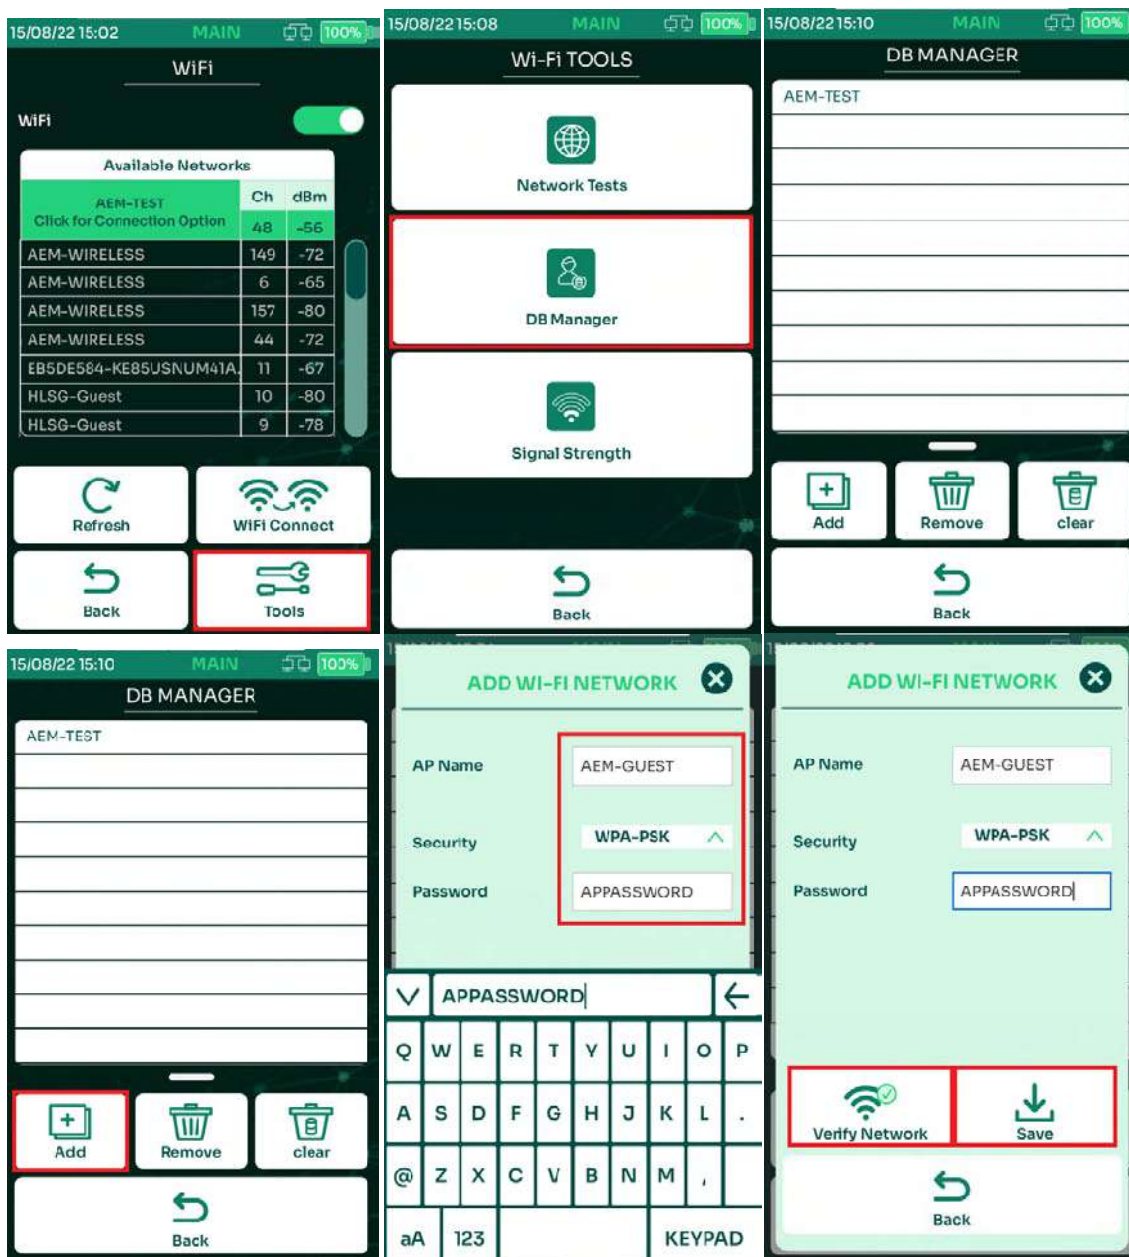 15/08/22 15:02 MAIN 100%
WiFi
WiFi
Available Networks
AEM-TEST
Click for Connection Option
Ch dBm
48 -56
AEM-WIRELESS 149 -72
AEM-WIRELESS 6 -65
AEM-WIRELESS 157 -80
AEM-WIRELESS 44 -72
EB5DE584-KE85USNUM41A. 11 -67
HLSG-Guest 10 -80
HLSG-Guest 9 -78
Refresh WiFi Connect
Back Tools
15/08/22 15:08 MAIN 100%
Wi-Fi TOOLS
Network Tests
DB Manager
Signal Strength
Back
15/08/22 15:10 MAIN 100%
DB MANAGER
AEM-TEST
Add Remove clear
Back
15/08/22 15:10 MAIN 100%
DB MANAGER
AEM-TEST
Add Remove clear
Back
ADD WI-FI NETWORK
AP Name AEM-GUEST
Security WPA-PSK
Password APPASSWORD
APPASSWORD
Q W E R T Y U I O P
A S D F G H J K L .
@ Z X C V B N M ,
aA 123 KEYPAD
ADD WI-FI NETWORK
AP Name AEM-GUEST
Security WPA-PSK
Password APPASSWORD
Verify Network Save
Back